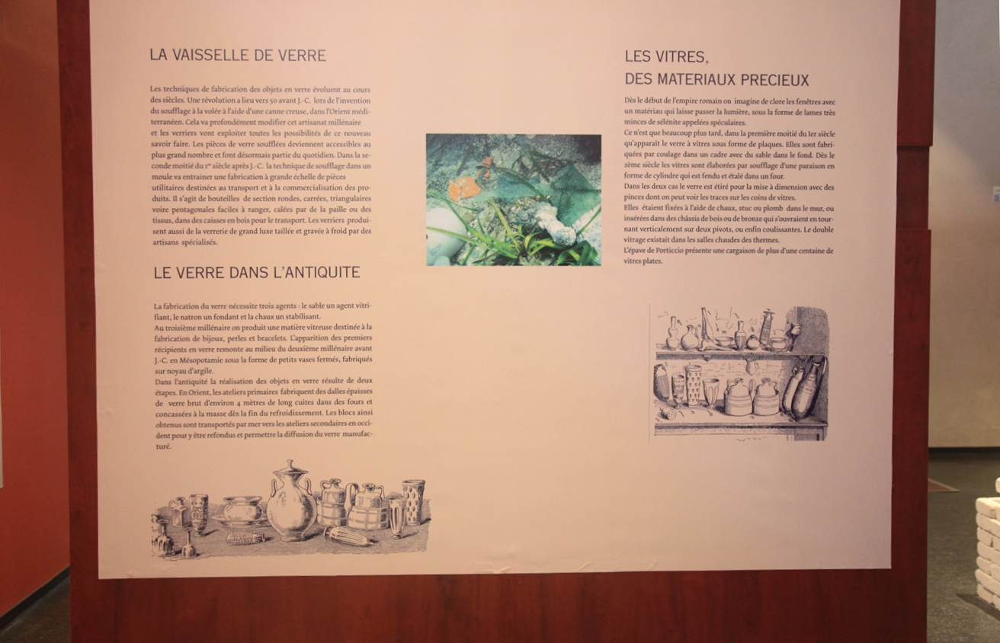 LA VAISSELLE DE VERRE
Les techniques de fabrication des objets en verre évoluent au cours
des siècles. Une révolution a lieu vers 50 avant J.-C. lors de l'invention
du soufflage à la volée à l'aide d'une canne creuse, dans l'Orient médi-
terranéen. Cela va profondément modifier cet artisanat millénaire
et les verriers vont exploiter toutes les possibilités de ce nouveau
savoir faire. Les pièces de verre soufflées deviennent accessibles au
plus grand nombre et font désormais partie du quotidien. Dans la se-
conde moitié du 1er siècle après J.-C. la technique de soufflage dans un
moule va entrainer une fabrication à grande échelle de pièces
utilitaires destinées au transport et à la commercialisation des pro-
duits. Il s'agit de bouteilles de section rondes, carrées, triangulaires
voire pentagonales faciles à ranger, calées par de la paille ou des
tissus, dans des caisses en bois pour le transport. Les verriers produi-
sent aussi de la verrerie de grand luxe taillée et gravée à froid par des
artisans spécialisés.
LE VERRE DANS L'ANTIQUITE
La fabrication du verre nécessite trois agents : le sable un agent vitri-
fiant, le natron un fondant et la chaux un stabilisant.
Au troisième millénaire on produit une matière vitreuse destinée à la
fabrication de bijoux, perles et bracelets. L'apparition des premiers
récipients en verre remonte au milieu du deuxième millénaire avant
J.-C. en Mésopotamie sous la forme de petits vases fermés, fabriqués
sur noyau d'argile.
Dans l'antiquité la réalisation des objets en verre résulte de deux
étapes. En Orient, les ateliers primaires fabriquent des dalles épaisses
de verre brut d'environ 4 mètres de long cuites dans des fours et
concassées à la masse dès la fin du refroidissement. Les blocs ainsi
obtenus sont transportés par mer vers les ateliers secondaires en occi-
dent pour y être refondus et permettre la diffusion du verre manufac-
turé.
LES VITRES,
DES MATERIAUX PRECIEUX
Dès le début de l'empire romain on imagine de clore les fenêtres avec
un matériau qui laisse passer la lumière, sous la forme de lames très
minces de sélénite appelées spéculaires.
Ce n'est que beaucoup plus tard, dans la première moitié du Ier siècle
qu'apparaît le verre à vitres sous forme de plaques. Elles sont fabri-
quées par coulage dans un cadre avec du sable dans le fond. Dès le
2ème siècle les vitres sont élaborées par soufflage d'une paraison en
forme de cylindre qui est fendu et étalé dans un four.
Dans les deux cas le verre est étiré pour la mise à dimension avec des
pinces dont on peut voir les traces sur les coins de vitres.
Elles étaient fixées à l'aide de chaux, stuc ou plomb dans le mur, ou
insérées dans des châssis de bois ou de bronze qui s'ouvraient en tour-
nant verticalement sur deux pivots, ou enfin coulissantes. Le double
vitrage existait dans les salles chaudes des thermes.
L'épave de Porticcio présente une cargaison de plus d'une centaine de
vitres plates.